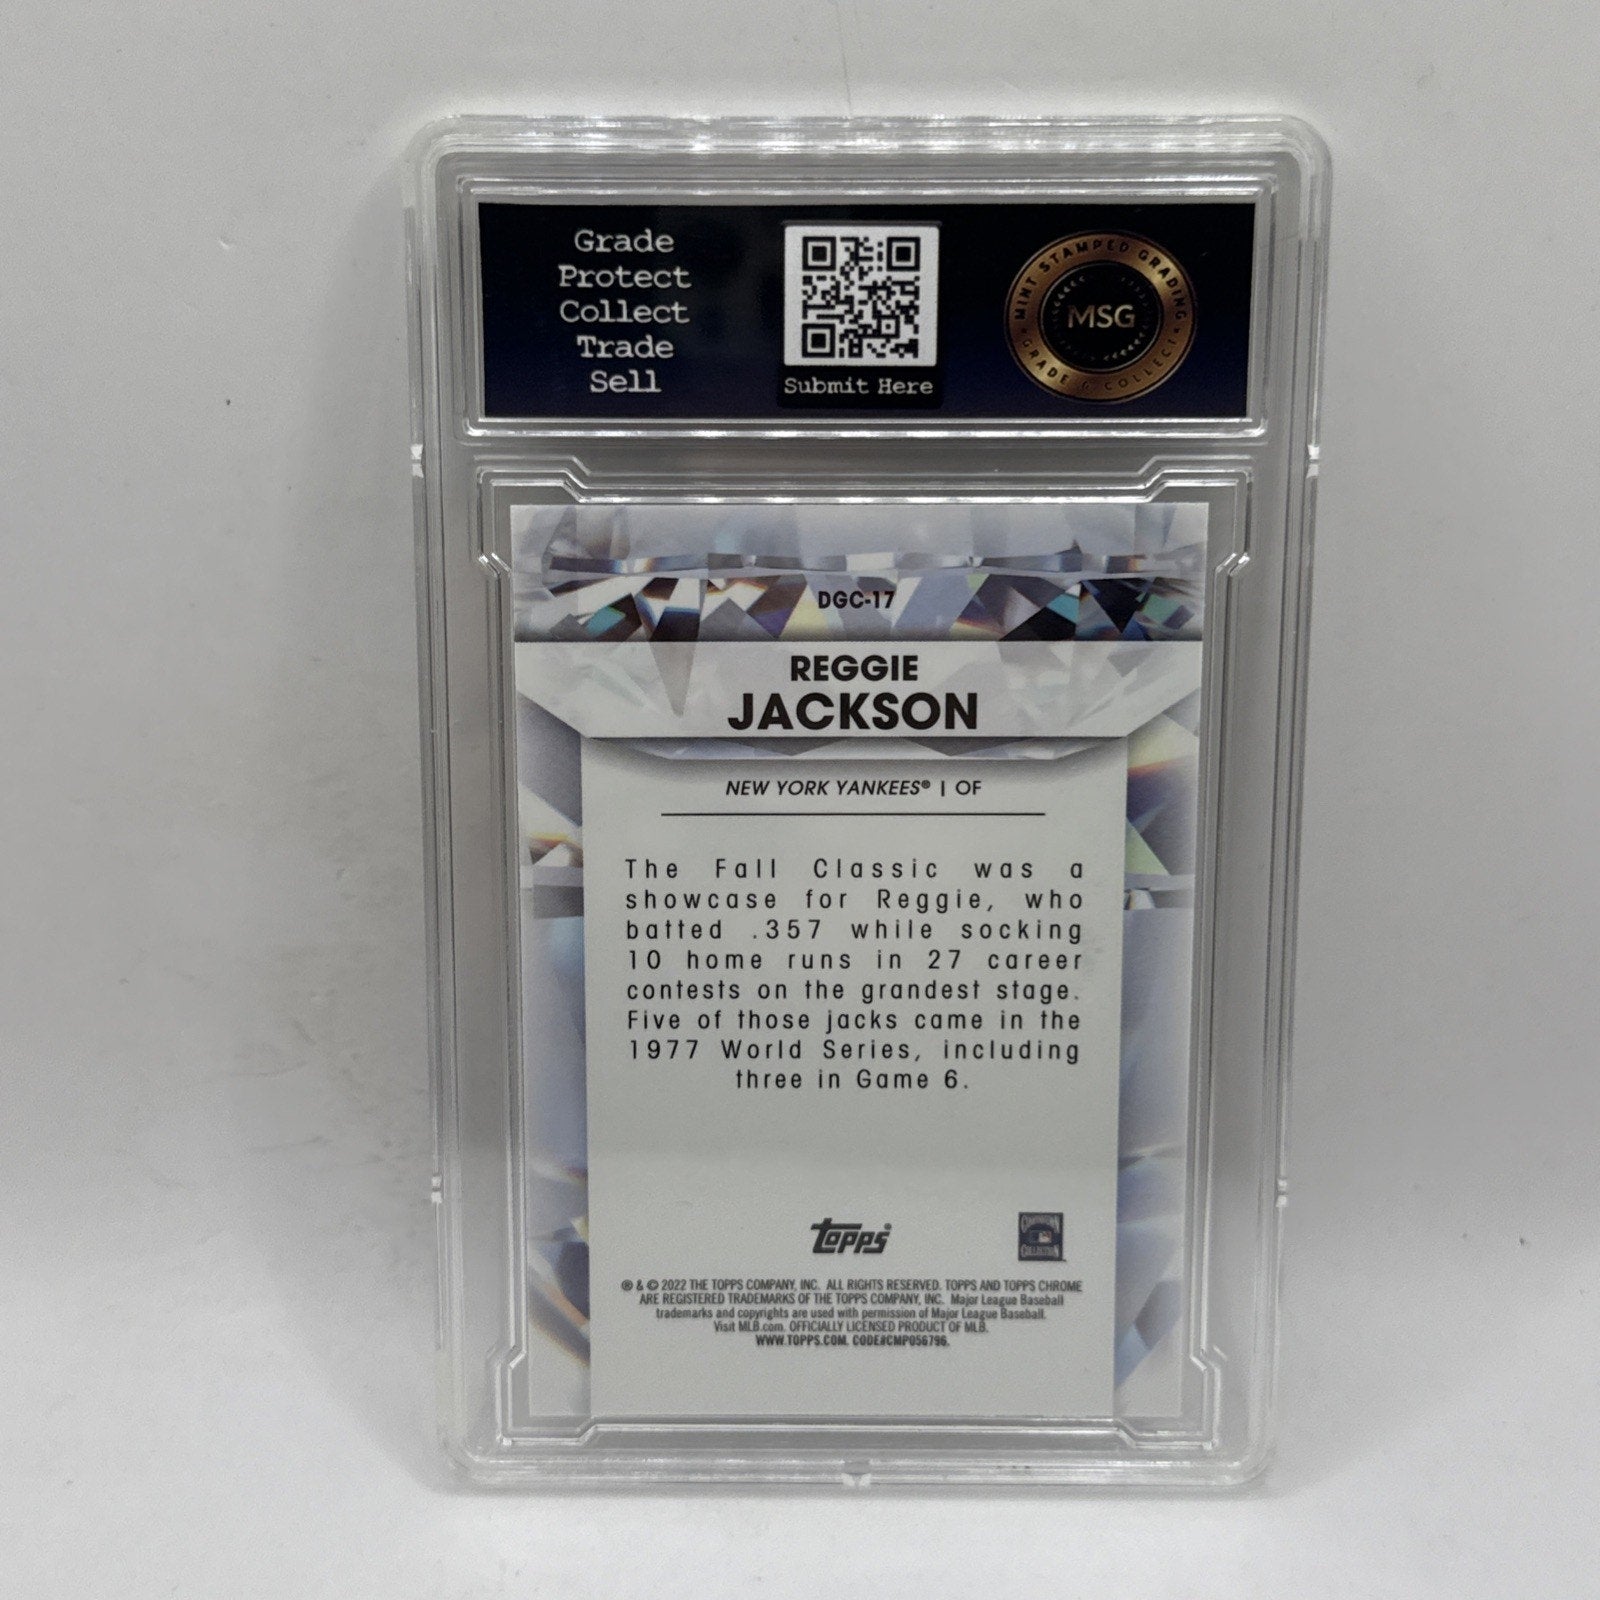 Grade
Protect
Collect
Trade
Sell
Submit Here
MINT STAMPED GRADING
MSG
GRADE & COLLECT
DGC-17
REGGIE
JACKSON
NEW YORK YANKEES® | OF
The Fall Classic was a
showcase for Reggie, who
batted .357 while socking
10 home runs in 27 career
contests on the grandest stage.
Five of those jacks came in the
1977 World Series, including
three in Game 6.
topps
COOPERSTOWN
COLLECTION
® & © 2022 THE TOPPS COMPANY, INC. ALL RIGHTS RESERVED. TOPPS AND TOPPS CHROME
ARE REGISTERED TRADEMARKS OF THE TOPPS COMPANY, INC. Major League Baseball
trademarks and copyrights are used with permission of Major League Baseball.
Visit MLB.com. OFFICIALLY LICENSED PRODUCT OF MLB.
WWW.TOPPS.COM. CODE#CMP056796.